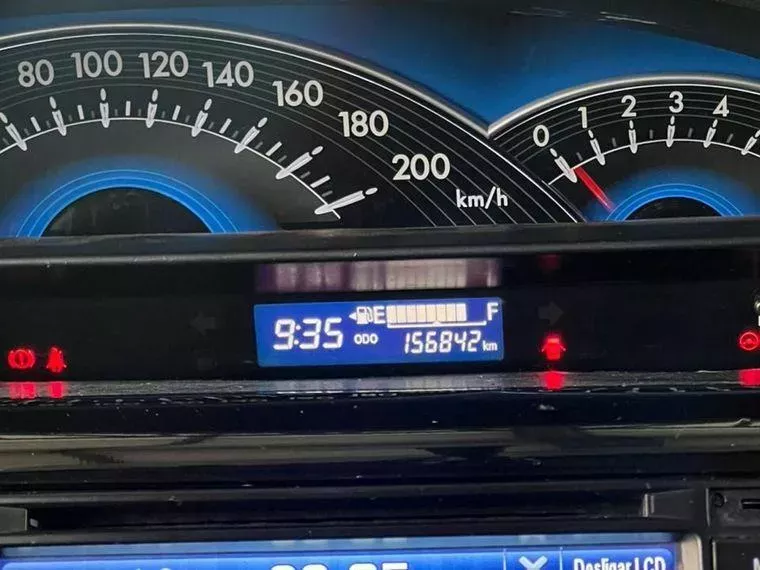 80 100 120 140 160 180 200
km/h
0 1 2 3 4
9:35 E F
ODO 156842 km
Desligar LCD